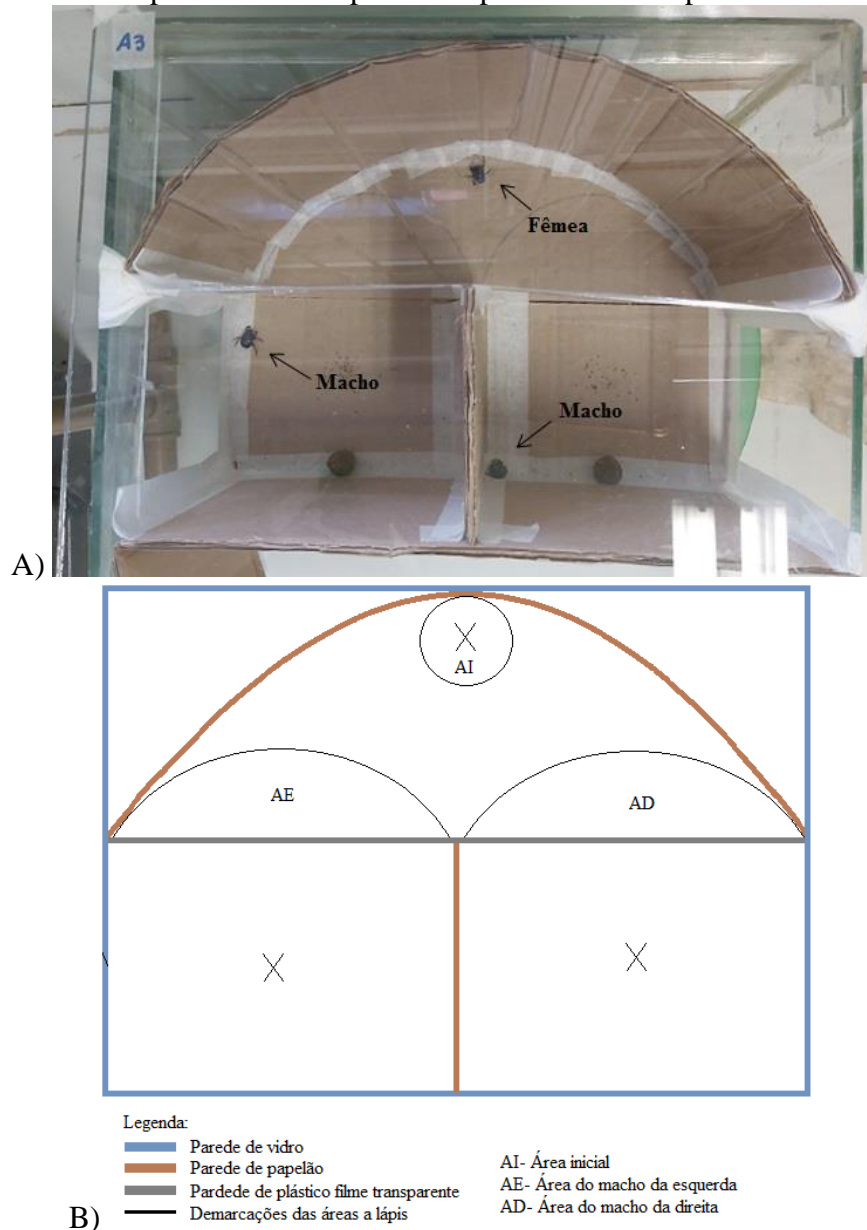 A3
Fêmea
Macho
Macho
A)
AI
AE
AD
Legenda:
Parede de vidro
Parede de papelão
Pardede de plástico filme transparente
Demarcações das áreas a lápis
AI- Área inicial
AE- Área do macho da esquerda
AD- Área do macho da direita
B)